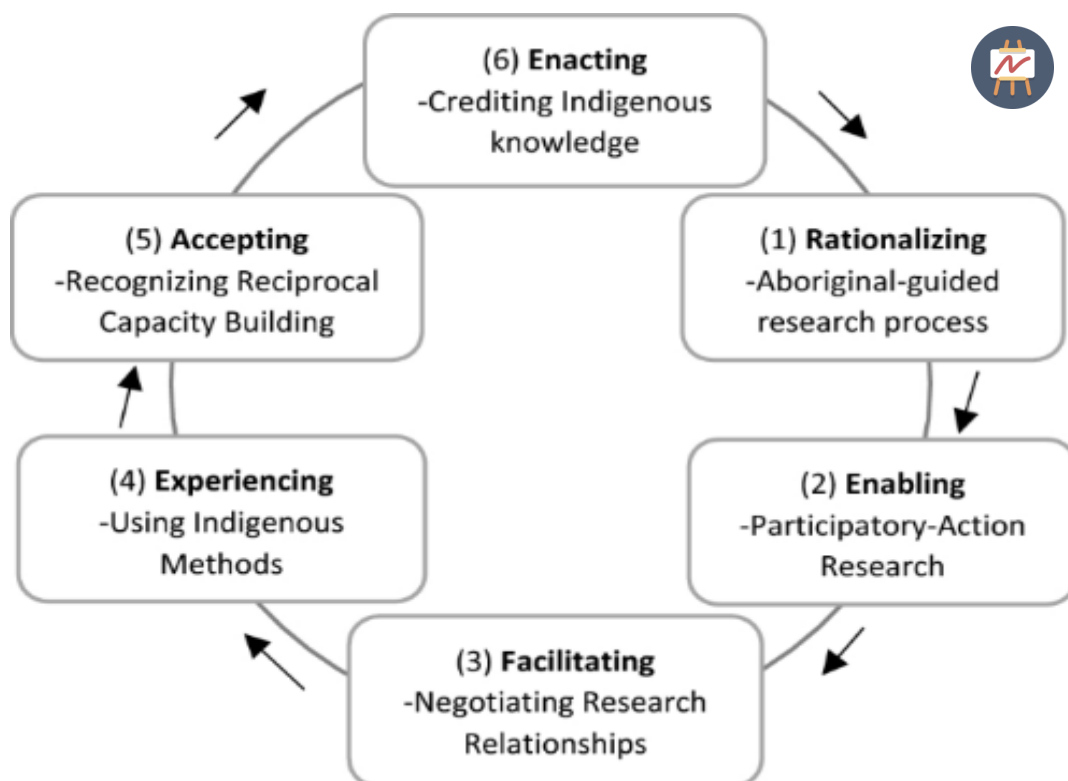 (6) Enacting
-Crediting Indigenous
knowledge
(1) Rationalizing
-Aboriginal-guided
research process
(2) Enabling
-Participatory-Action
Research
(3) Facilitating
-Negotiating Research
Relationships
(4) Experiencing
-Using Indigenous
Methods
(5) Accepting
-Recognizing Reciprocal
Capacity Building